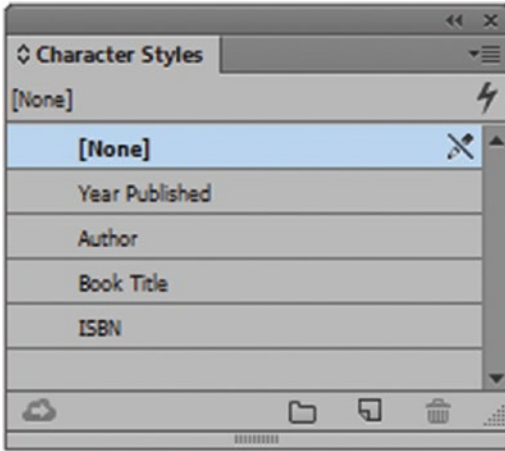 Character Styles
[None]
[None]
Year Published
Author
Book Title
ISBN